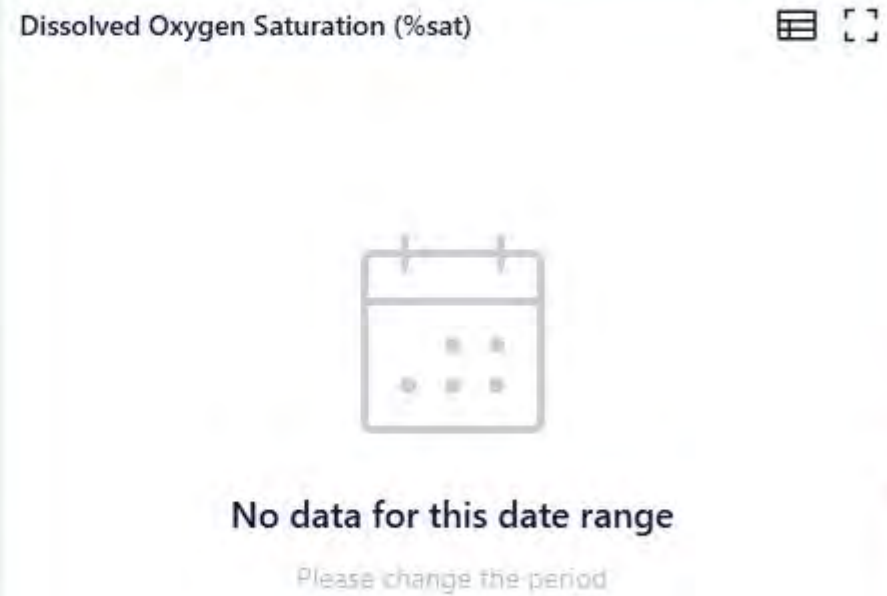 Dissolved Oxygen Saturation (%sat)
No data for this date range
Please change the period